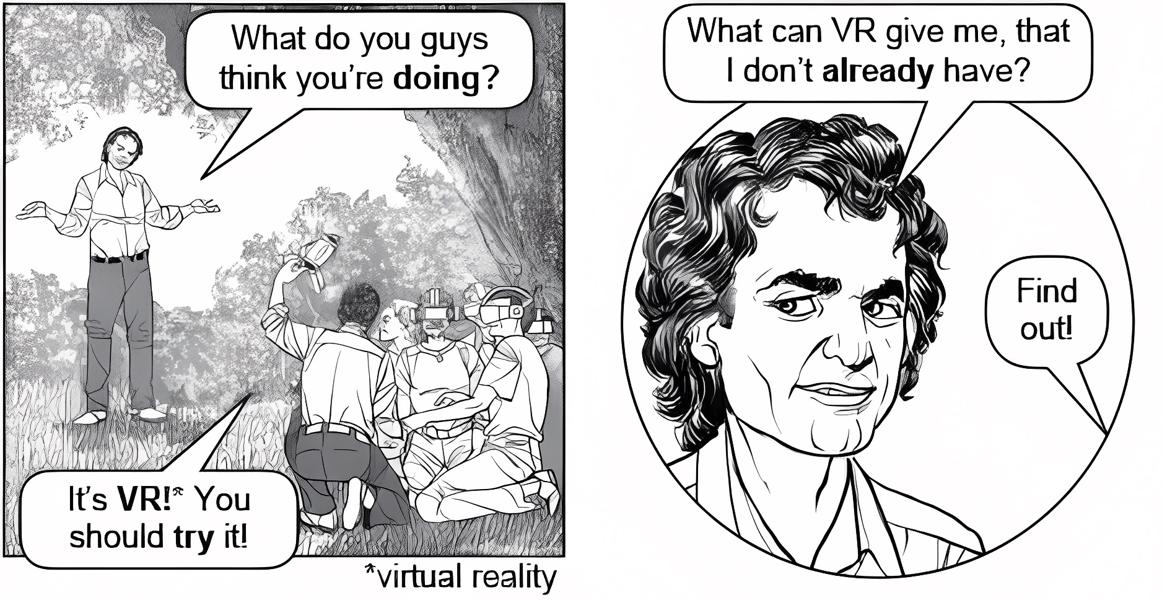 What do you guys
think you're doing?
It's VR!* You
should try it!
*virtual reality
What can VR give me, that
I don't already have?
Find
out!